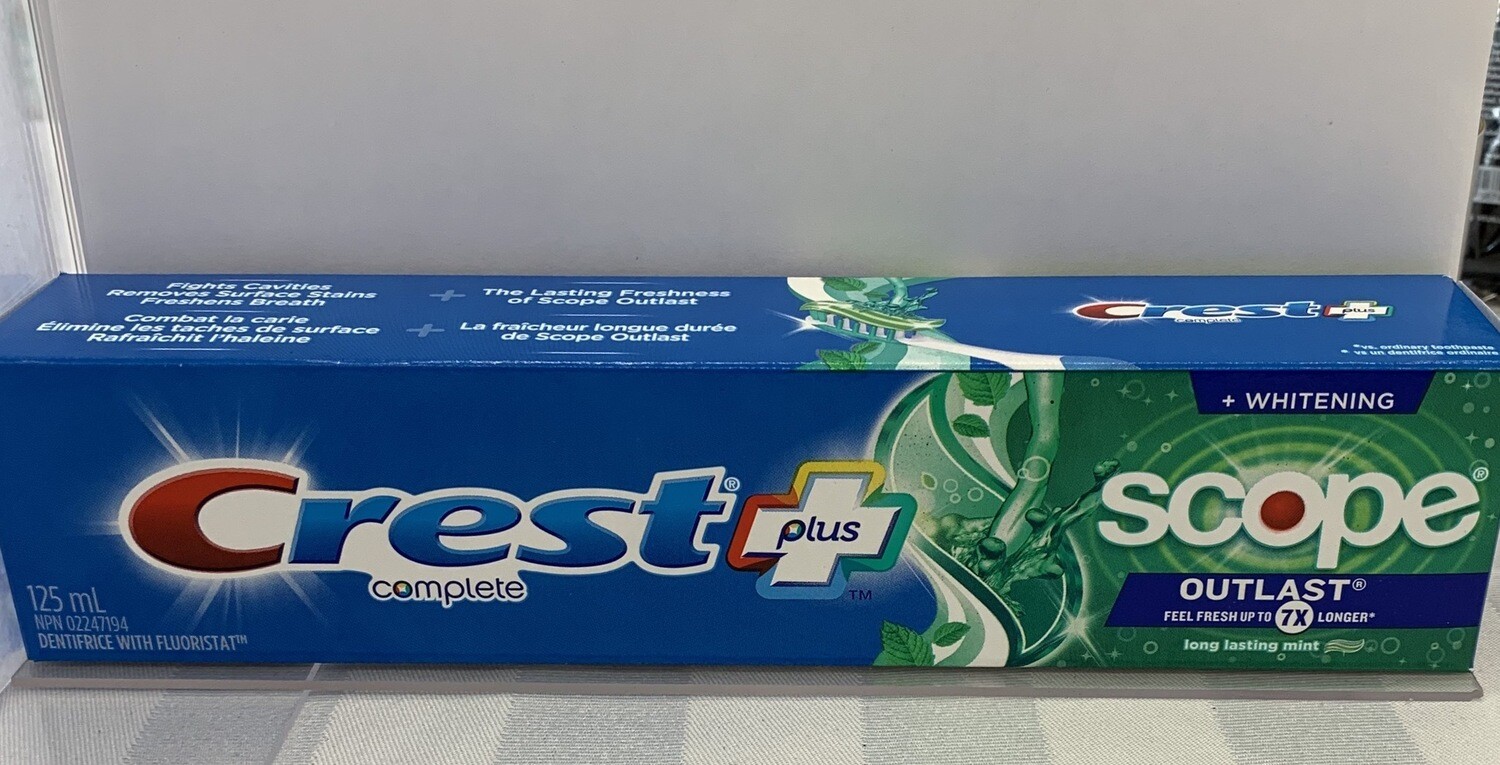 Fights Cavities
Removes Surface Stains
Freshens Breath
+
The Lasting Freshness
of Scope Outlast
Combat la carie
Élimine les taches de surface
Rafraîchit l'haleine
+
La fraîcheur longue durée
de Scope Outlast
Crest plus
complete
*vs. ordinary toothpaste
* vs un dentifrice ordinaire
Crest® plus
complete
TM
125 mL
NPN 02247194
DENTIFRICE WITH FLUORISTAT™
+ WHITENING
scope®
OUTLAST®
FEEL FRESH UP TO 7X LONGER*
long lasting mint